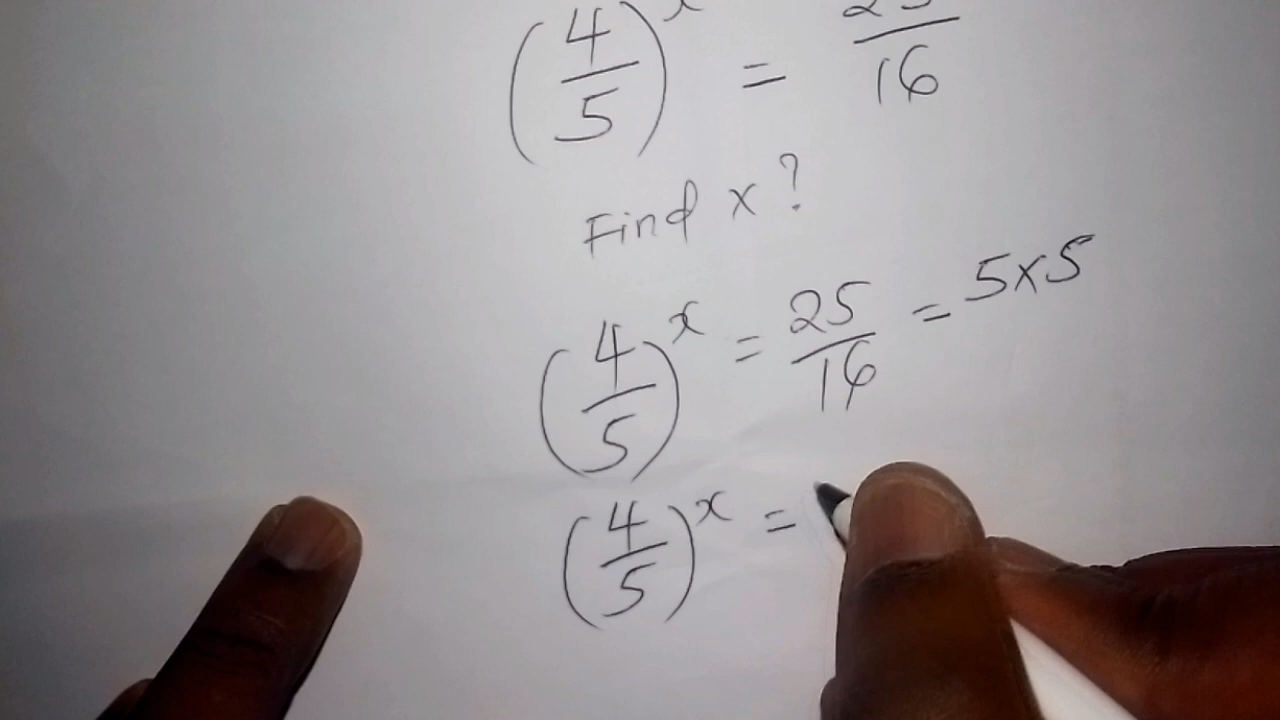 (4/5)^x = 25/16
Find x?
(4/5)^x = 25/16 = 5x5
(4/5)^x =